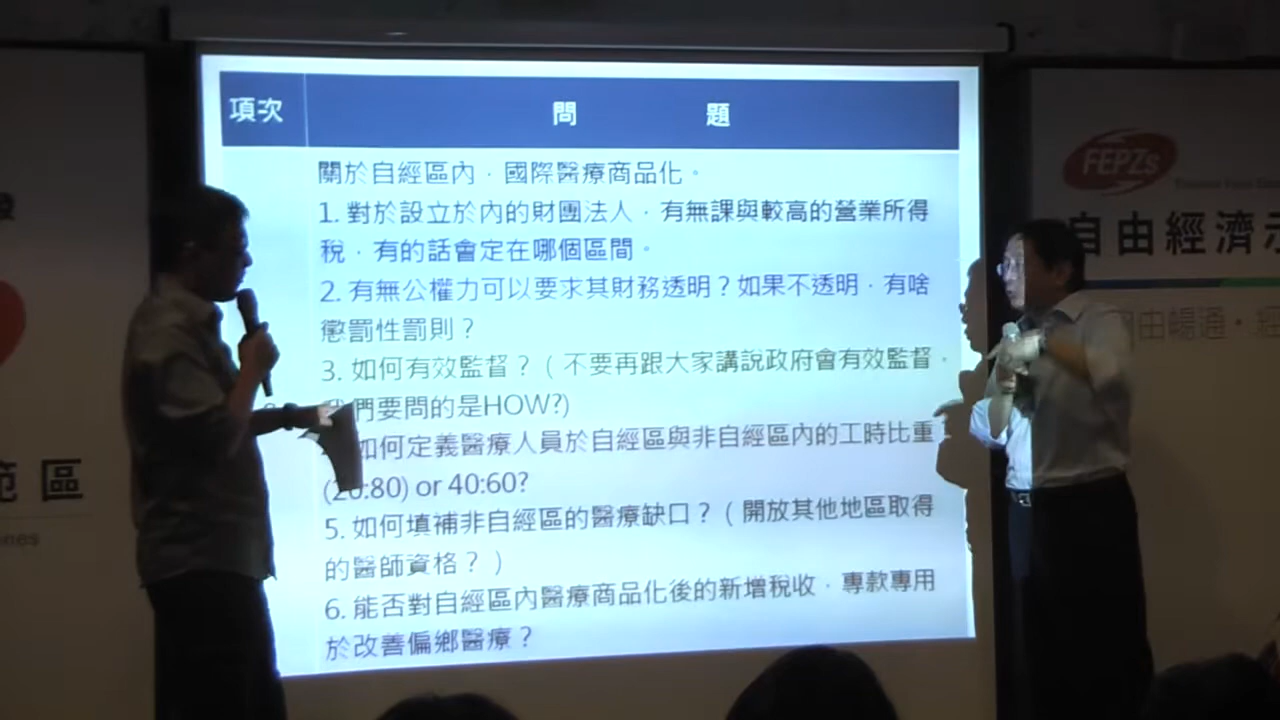 項次 問題
關於自經區內，國際醫療商品化。
1. 對於設立於內的財團法人，有無課與較高的營業所得
稅，有的話會定在哪個區間。
2. 有無公權力可以要求其財務透明？如果不透明，有啥
懲罰性罰則？
3. 如何有效監督？（不要再跟大家講說政府會有效監督，
我們要問的是HOW?)
如何定義醫療人員於自經區與非自經區內的工時比重
(20:80) or 40:60?
5. 如何填補非自經區的醫療缺口？（開放其他地區取得
的醫師資格？）
6. 能否對自經區內醫療商品化後的新增稅收，專款專用
於改善偏鄉醫療？
FEPZs
自由經濟示
自由暢通・經
範區